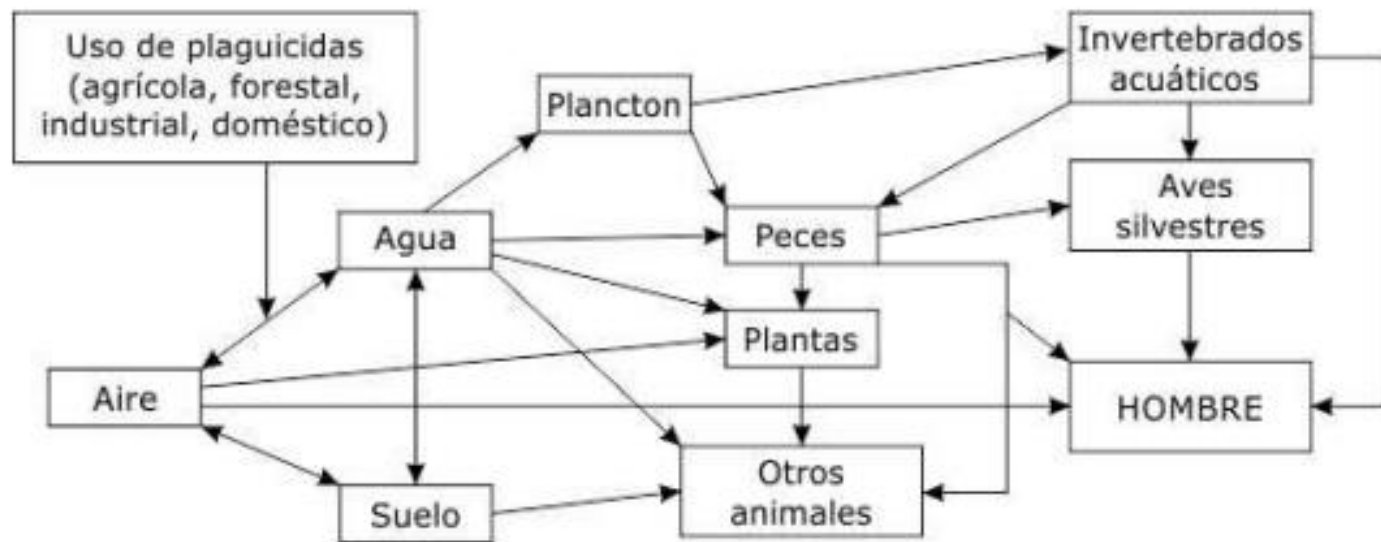 Uso de plaguicidas
(agrícola, forestal,
industrial, doméstico)
Plancton
Invertebrados
acuáticos
Agua
Peces
Aves
silvestres
Plantas
Aire
HOMBRE
Suelo
Otros
animales